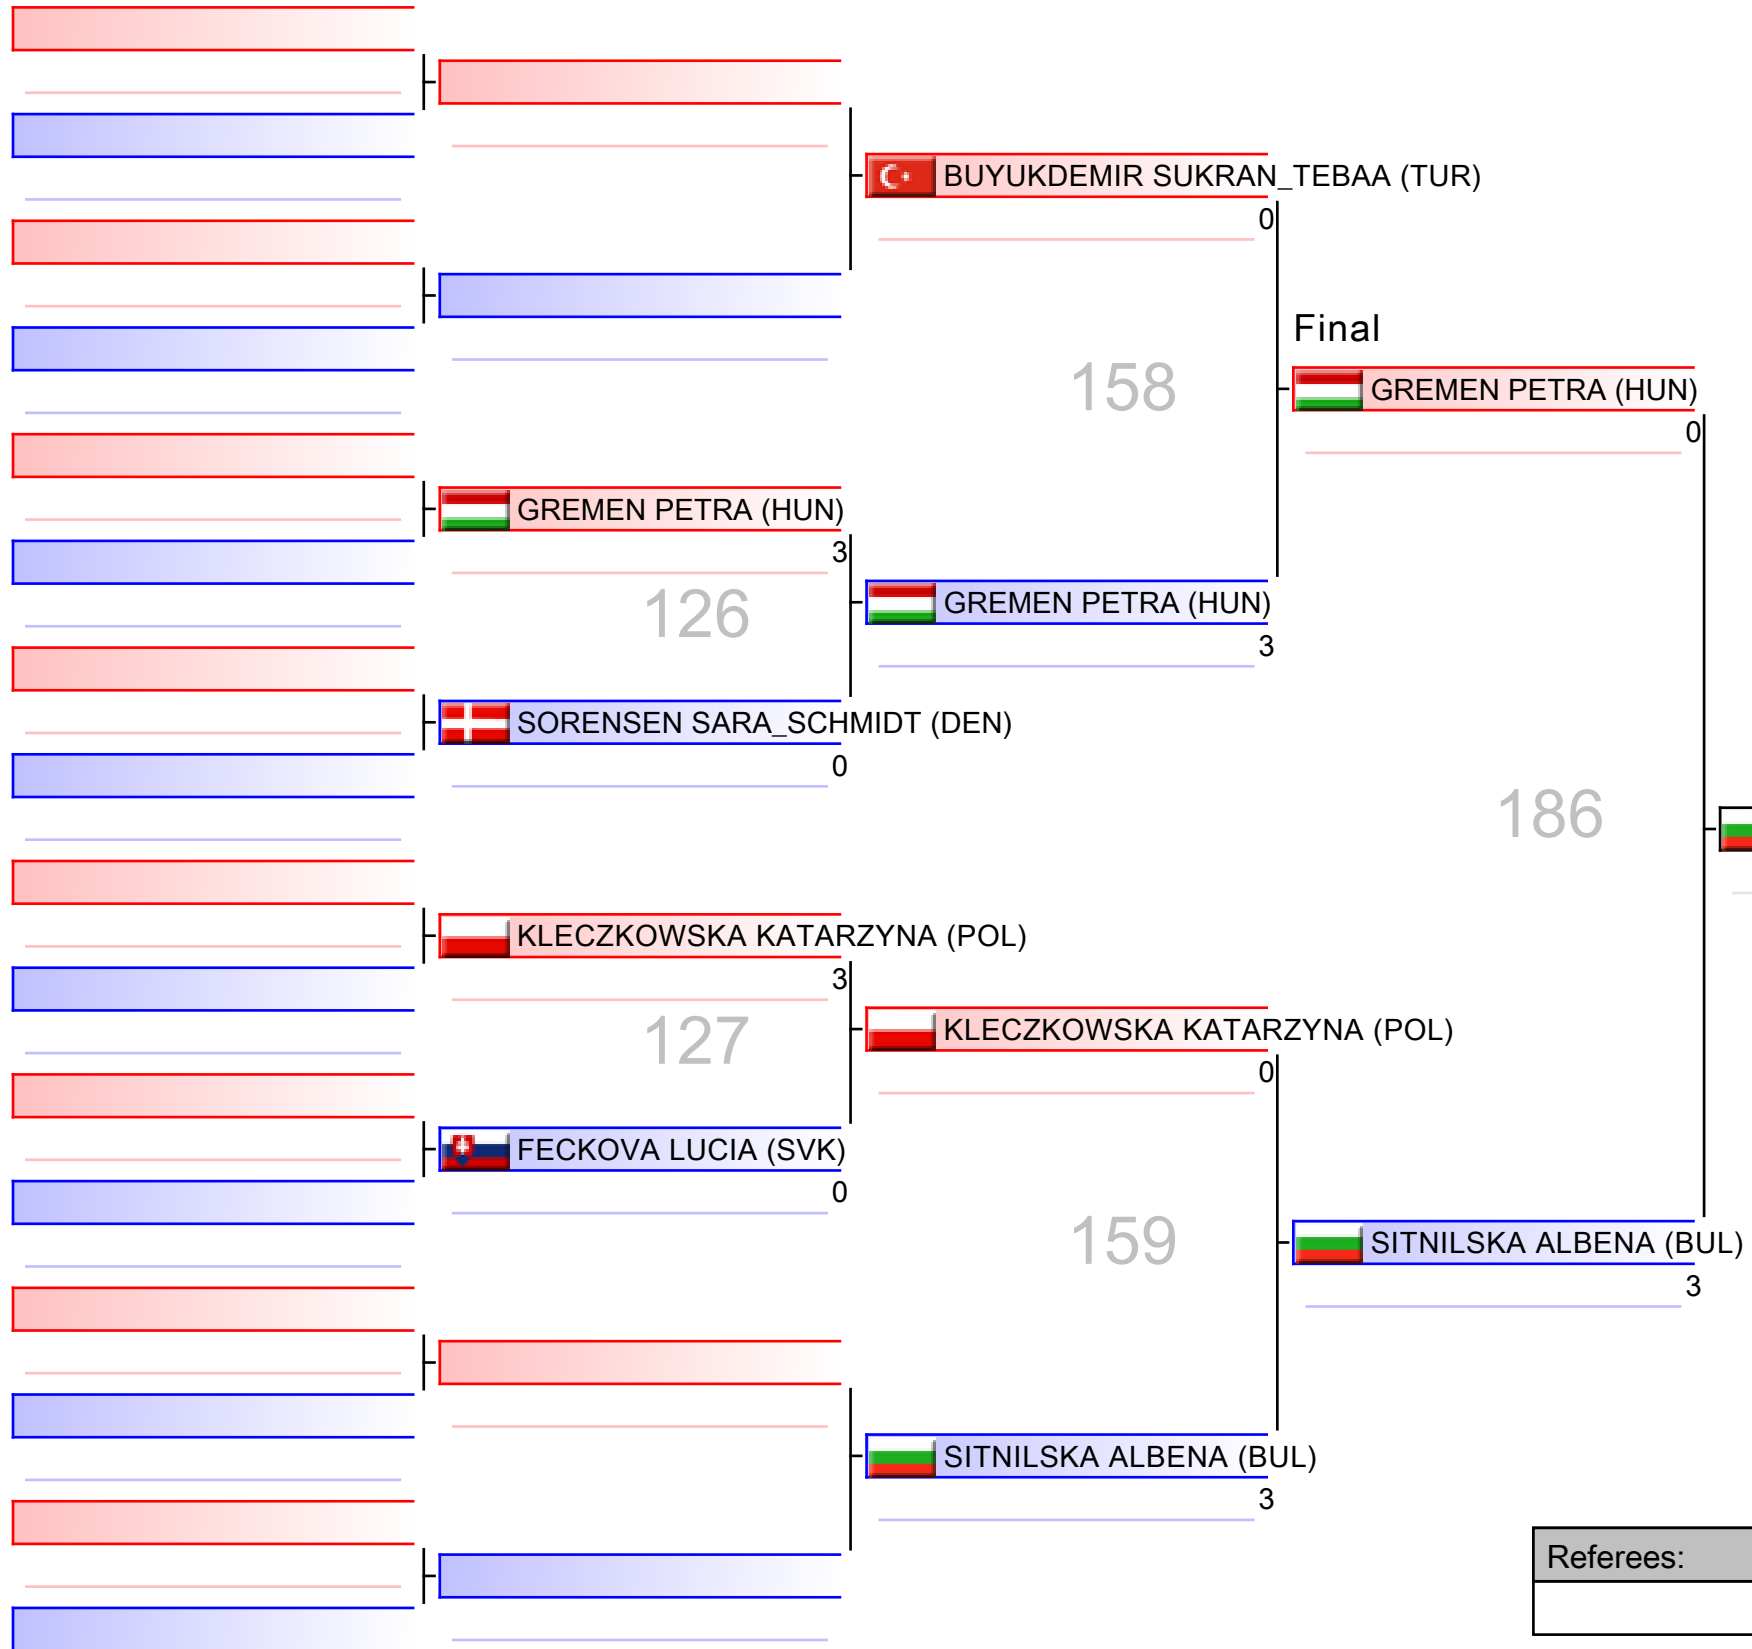 BUYUKDEMIR SUKRAN_TEBAA (TUR)
0
Final
158
GREMEN PETRA (HUN)
0
GREMEN PETRA (HUN)
3
126
GREMEN PETRA (HUN)
3
SORENSEN SARA_SCHMIDT (DEN)
0
186
KLECZKOWSKA KATARZYNA (POL)
3
127
KLECZKOWSKA KATARZYNA (POL)
0
FECKOVA LUCIA (SVK)
0
159
SITNILSKA ALBENA (BUL)
3
SITNILSKA ALBENA (BUL)
3
Referees: